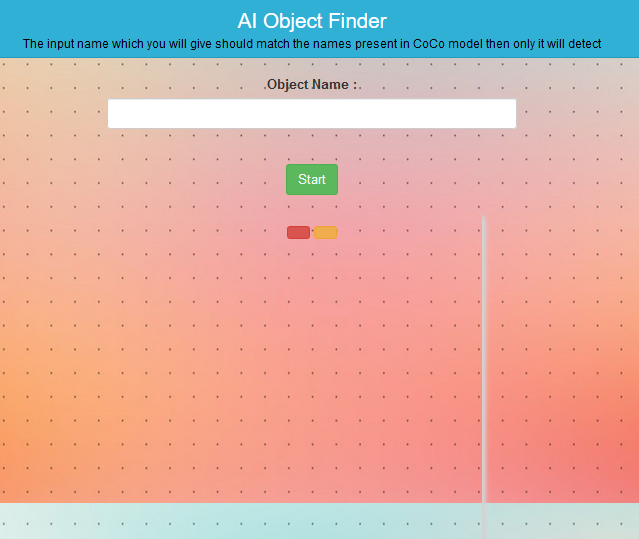 AI Object Finder
The input name which you will give should match the names present in CoCo model then only it will detect
Object Name :
Start